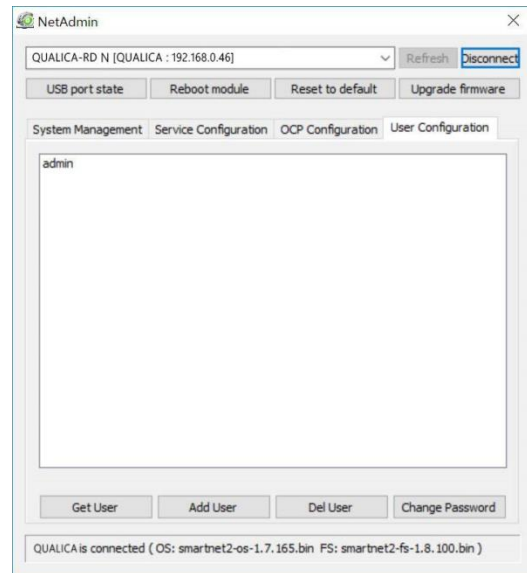 NetAdmin
QUALICA-RD N [QUALICA : 192.168.0.46] Refresh Disconnect
USB port state Reboot module Reset to default Upgrade firmware
System Management Service Configuration OCP Configuration User Configuration
admin
Get User Add User Del User Change Password
QUALICA is connected ( OS: smartnet2-os-1.7.165.bin FS: smartnet2-fs-1.8.100.bin )